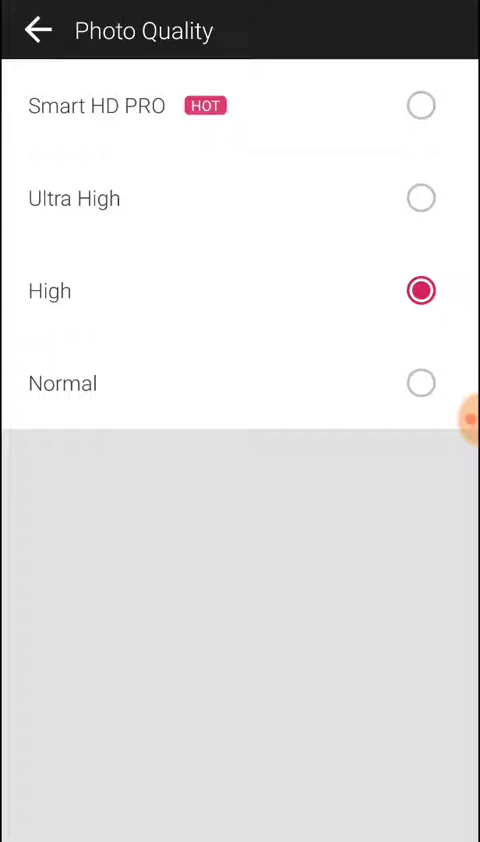 Photo Quality
Smart HD PRO HOT
Ultra High
High
Normal